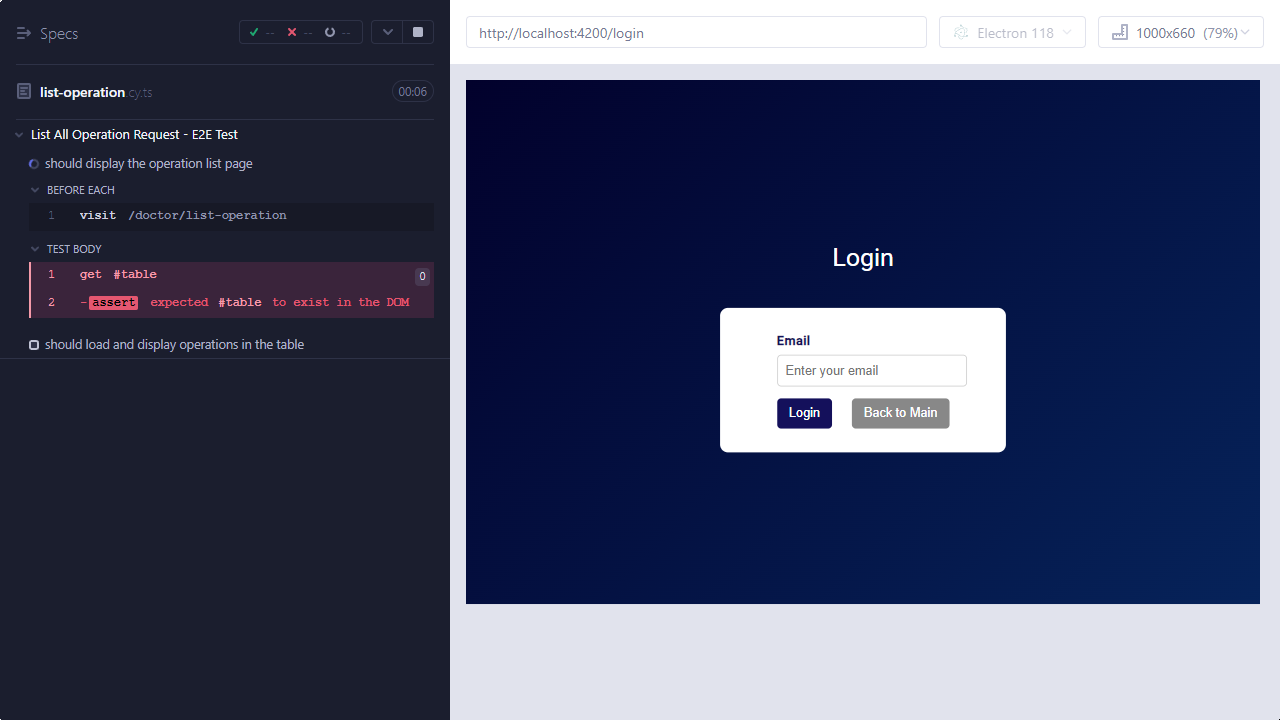 Specs
-- -- --
list-operation.cy.ts 00:06
List All Operation Request - E2E Test
should display the operation list page
BEFORE EACH
1 visit /doctor/list-operation
TEST BODY
1 get #table 0
2 -assert expected #table to exist in the DOM
should load and display operations in the table
http://localhost:4200/login Electron 118 1000x660 (79%)
Login
Email
Enter your email
Login Back to Main